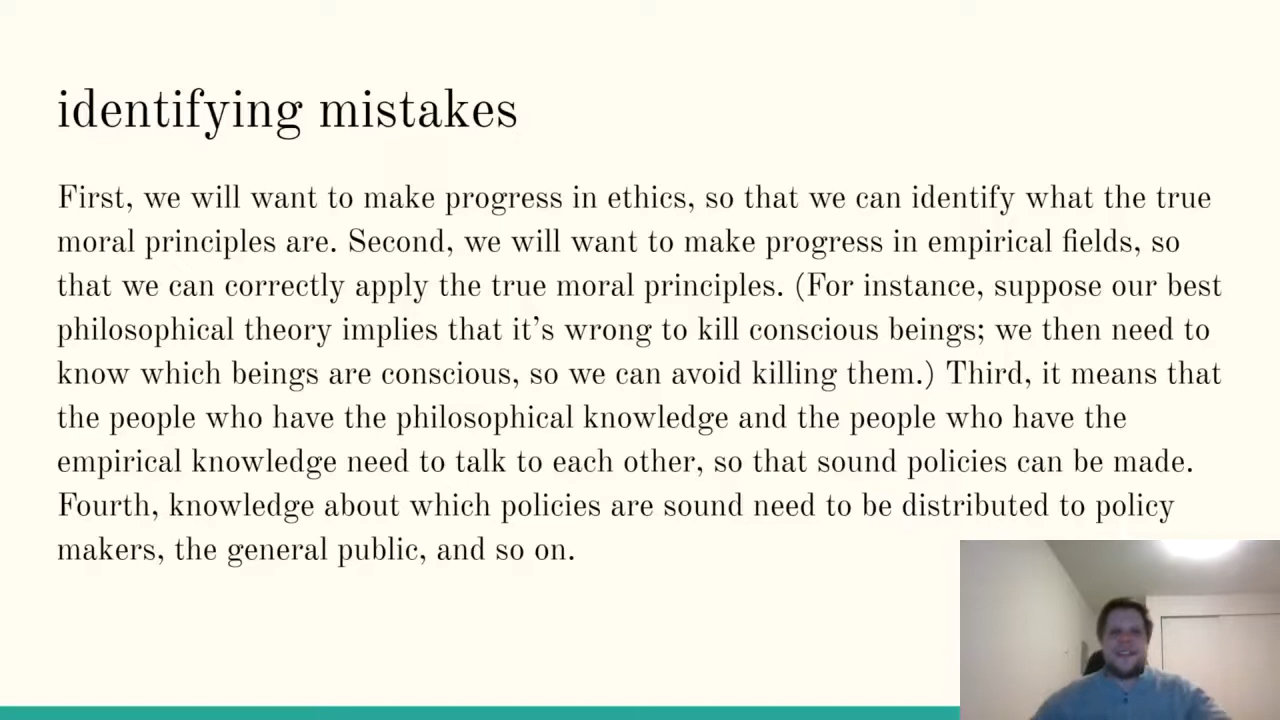 identifying mistakes
First, we will want to make progress in ethics, so that we can identify what the true
moral principles are. Second, we will want to make progress in empirical fields, so
that we can correctly apply the true moral principles. (For instance, suppose our best
philosophical theory implies that it’s wrong to kill conscious beings; we then need to
know which beings are conscious, so we can avoid killing them.) Third, it means that
the people who have the philosophical knowledge and the people who have the
empirical knowledge need to talk to each other, so that sound policies can be made.
Fourth, knowledge about which policies are sound need to be distributed to policy
makers, the general public, and so on.